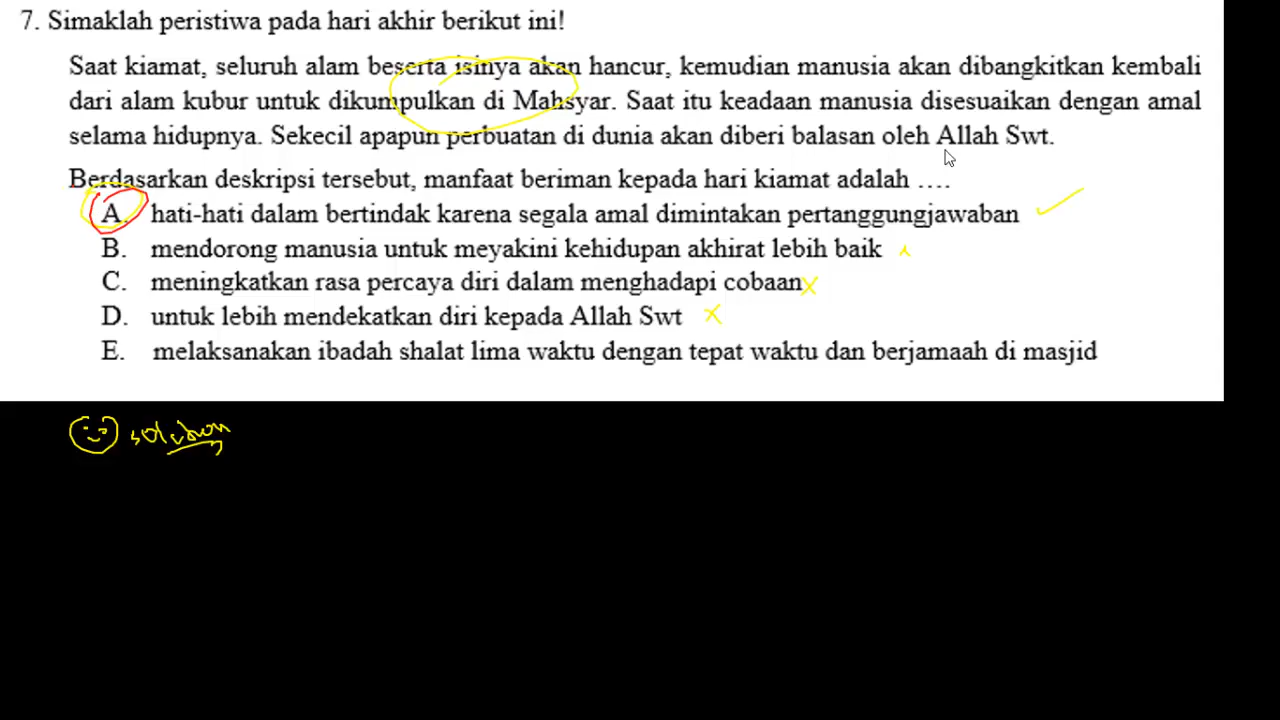 7. Simaklah peristiwa pada hari akhir berikut ini!
Saat kiamat, seluruh alam beserta isinya akan hancur, kemudian manusia akan dibangkitkan kembali
dari alam kubur untuk dikumpulkan di Mahsyar. Saat itu keadaan manusia disesuaikan dengan amal
selama hidupnya. Sekecil apapun perbuatan di dunia akan diberi balasan oleh Allah Swt.
Berdasarkan deskripsi tersebut, manfaat beriman kepada hari kiamat adalah ....
A. hati-hati dalam bertindak karena segala amal dimintakan pertanggungjawaban
B. mendorong manusia untuk meyakini kehidupan akhirat lebih baik
C. meningkatkan rasa percaya diri dalam menghadapi cobaan
D. untuk lebih mendekatkan diri kepada Allah Swt
E. melaksanakan ibadah shalat lima waktu dengan tepat waktu dan berjamaah di masjid
solution